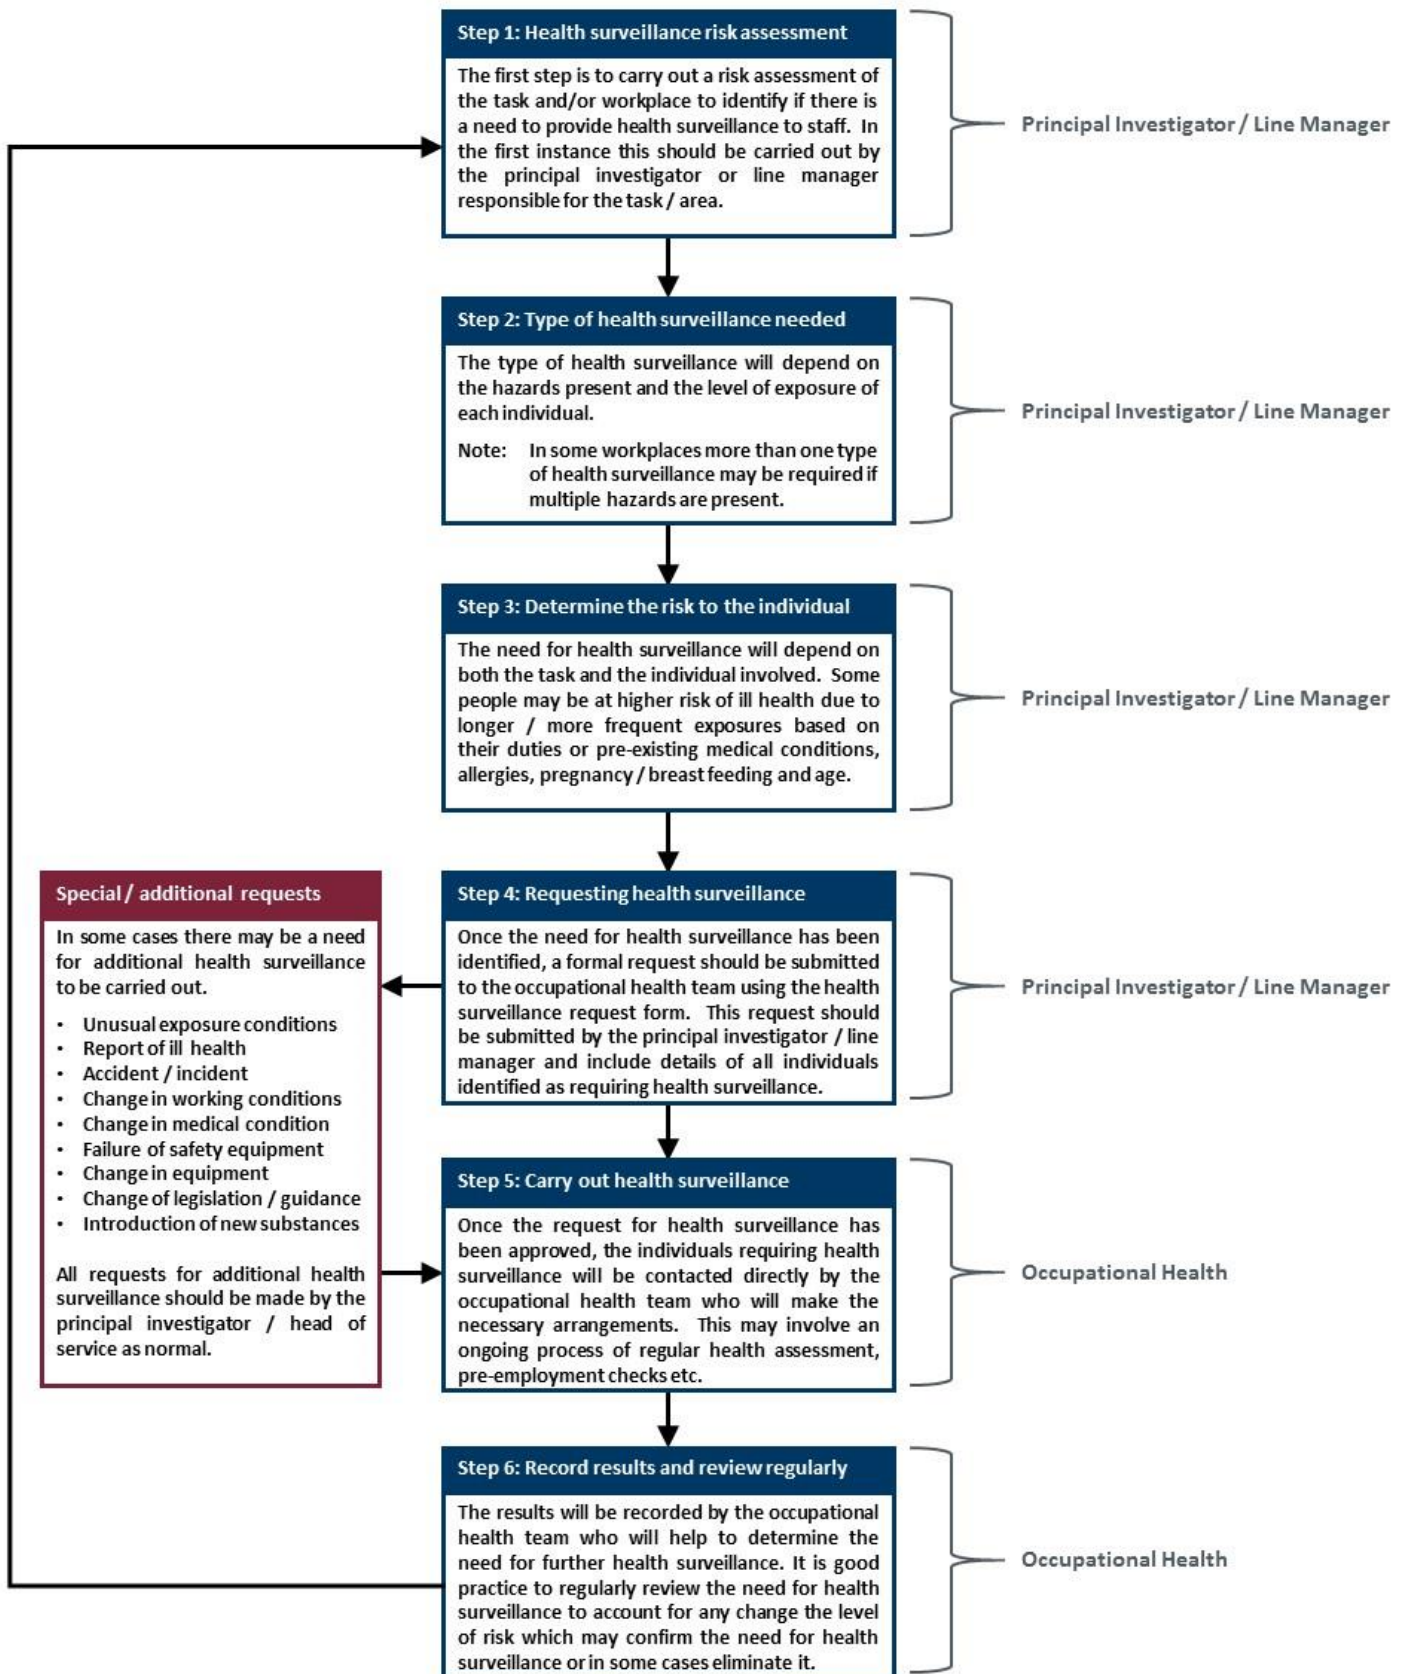 Step 1: Health surveillance risk assessment
The first step is to carry out a risk assessment of
the task and/or workplace to identify if there is
a need to provide health surveillance to staff. In
the first instance this should be carried out by
the principal investigator or line manager
responsible for the task / area.
Principal Investigator / Line Manager
Step 2: Type of health surveillance needed
The type of health surveillance will depend on
the hazards present and the level of exposure of
each individual.
Note: In some workplaces more than one type
of health surveillance may be required if
multiple hazards are present.
Principal Investigator / Line Manager
Step 3: Determine the risk to the individual
The need for health surveillance will depend on
both the task and the individual involved. Some
people may be at higher risk of ill health due to
longer / more frequent exposures based on
their duties or pre-existing medical conditions,
allergies, pregnancy / breast feeding and age.
Principal Investigator / Line Manager
Step 4: Requesting health surveillance
Once the need for health surveillance has been
identified, a formal request should be submitted
to the occupational health team using the health
surveillance request form. This request should
be submitted by the principal investigator / line
manager and include details of all individuals
identified as requiring health surveillance.
Principal Investigator / Line Manager
Special / additional requests
In some cases there may be a need
for additional health surveillance
to be carried out.
• Unusual exposure conditions
• Report of ill health
• Accident / incident
• Change in working conditions
• Change in medical condition
• Failure of safety equipment
• Change in equipment
• Change of legislation / guidance
• Introduction of new substances
All requests for additional health
surveillance should be made by the
principal investigator / head of
service as normal.
Step 5: Carry out health surveillance
Once the request for health surveillance has
been approved, the individuals requiring health
surveillance will be contacted directly by the
occupational health team who will make the
necessary arrangements. This may involve an
ongoing process of regular health assessment,
pre-employment checks etc.
Occupational Health
Step 6: Record results and review regularly
The results will be recorded by the occupational
health team who will help to determine the
need for further health surveillance. It is good
practice to regularly review the need for health
surveillance to account for any change the level
of risk which may confirm the need for health
surveillance or in some cases eliminate it.
Occupational Health